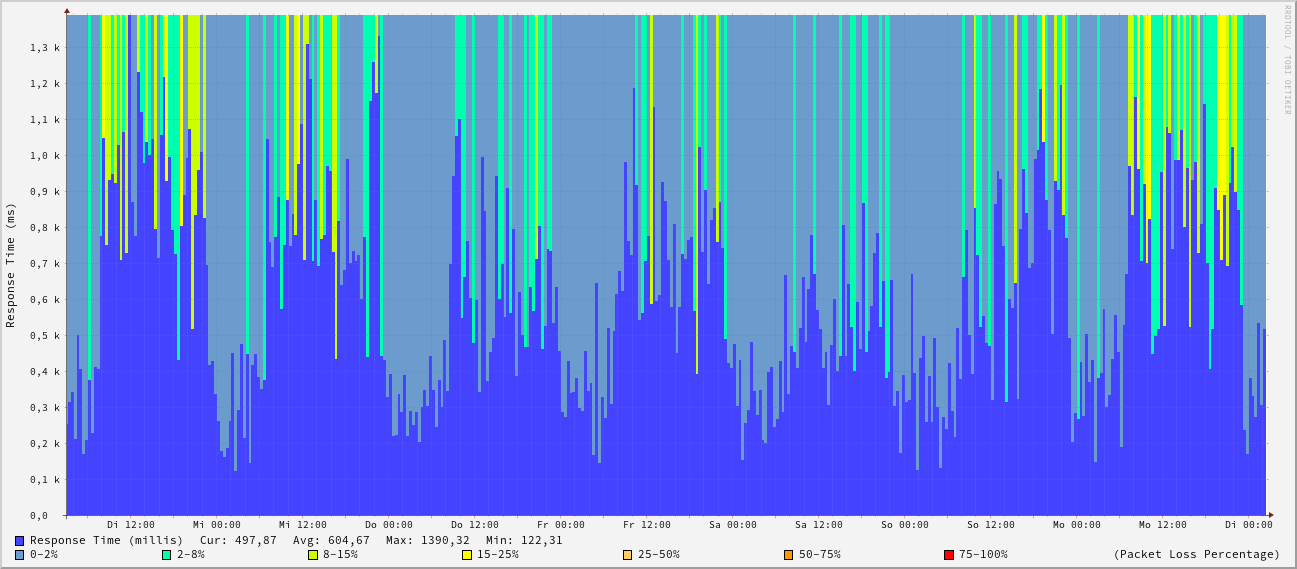 RRDTOOL / TOBI OETIKER
Response Time (ms)
1,3 k
1,2 k
1,1 k
1,0 k
0,9 k
0,8 k
0,7 k
0,6 k
0,5 k
0,4 k
0,3 k
0,2 k
0,1 k
0,0
Di 12:00 Mi 00:00 Mi 12:00 Do 00:00 Do 12:00 Fr 00:00 Fr 12:00 Sa 00:00 Sa 12:00 So 00:00 So 12:00 Mo 00:00 Mo 12:00 Di 00:00
Response Time (millis) Cur: 497,87 Avg: 604,67 Max: 1390,32 Min: 122,31
0-2% 2-8% 8-15% 15-25% 25-50% 50-75% 75-100% (Packet Loss Percentage)